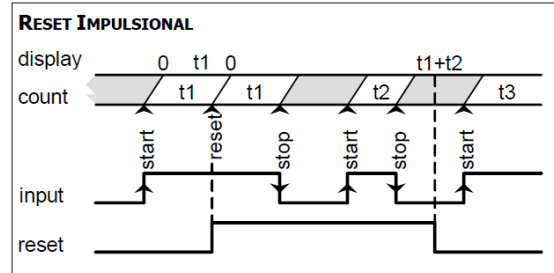 RESET IMPULSIONAL
display 0 t1 0 t1+t2
count t1 t1 t2 t3
start reset stop start stop start
input
reset